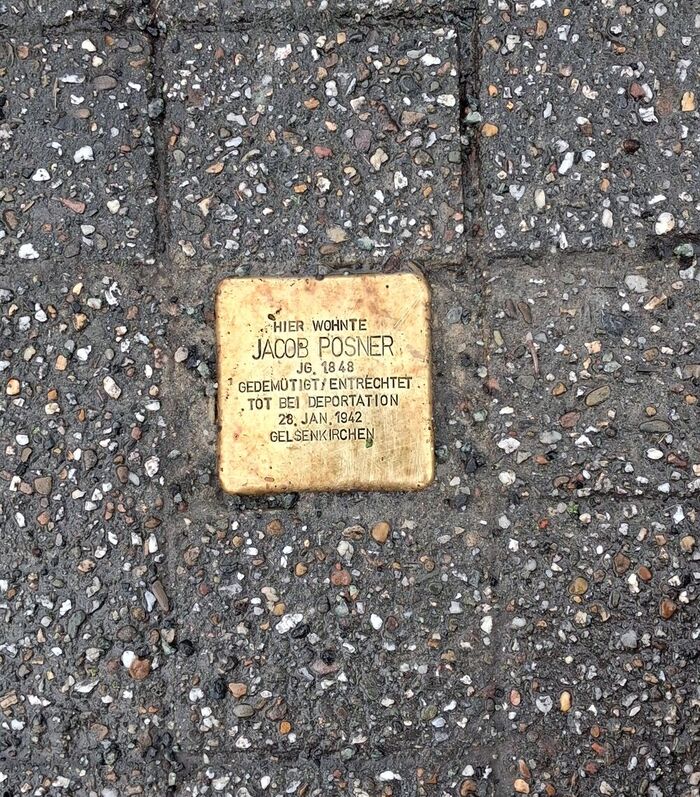 HIER WOHNTE
JACOB POSNER
JG. 1848
GEDEMÜTIGT/ENTRECHTET
TOT BEI DEPORTATION
28. JAN. 1942
GELSENKIRCHEN